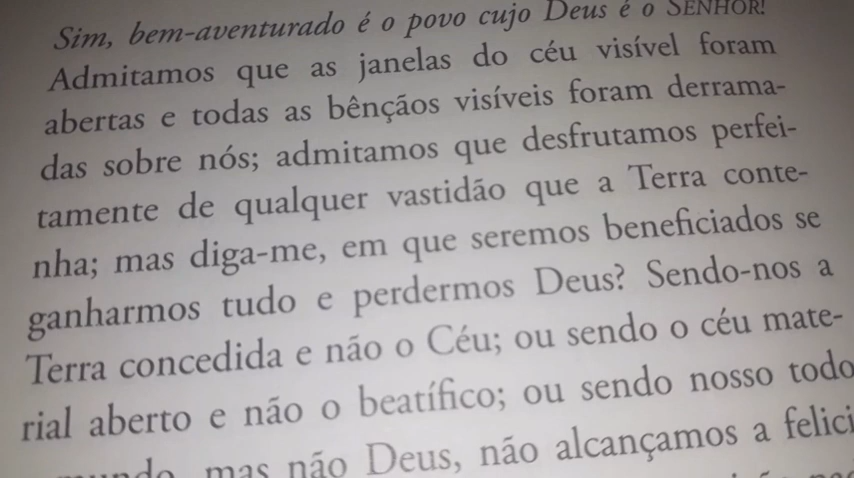 Sim, bem-aventurado é o povo cujo Deus é o SENHOR!
Admitamos que as janelas do céu visível foram
abertas e todas as bênçãos visíveis foram derrama-
das sobre nós; admitamos que desfrutamos perfei-
tamente de qualquer vastidão que a Terra conte-
nha; mas diga-me, em que seremos beneficiados se
ganharmos tudo e perdermos Deus? Sendo-nos a
Terra concedida e não o Céu; ou sendo o céu mate-
rial aberto e não o beatífico; ou sendo nosso todo
mundo, mas não Deus, não alcançamos a felici